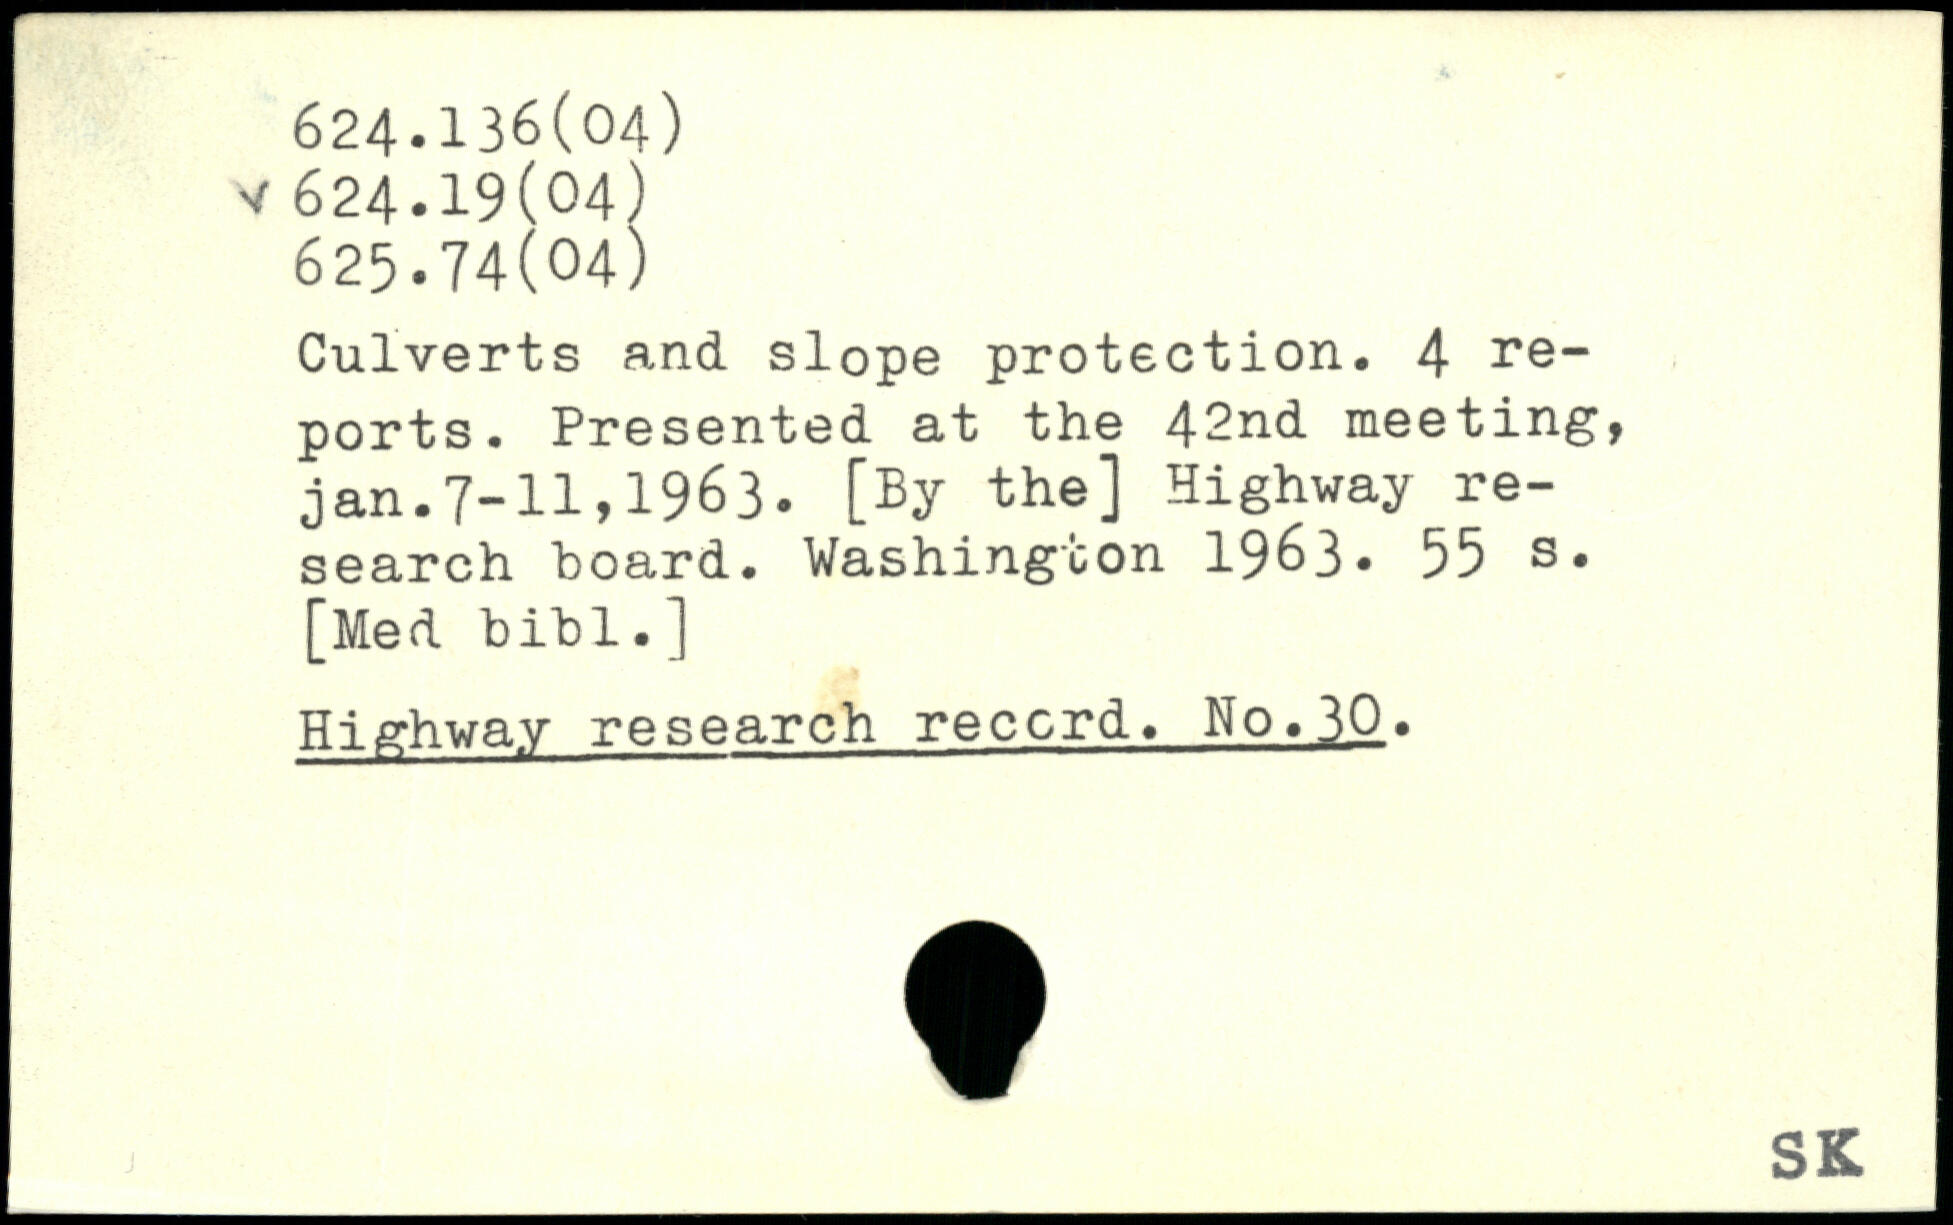 624.136(04)
v 624.19(04)
625.74(04)
Culverts and slope protection. 4 re-
ports. Presented at the 42nd meeting,
jan.7-11,1963. [By the] Highway re-
search board. Washington 1963. 55 s.
[Med bibl.]
Highway research record. No.30.
SK